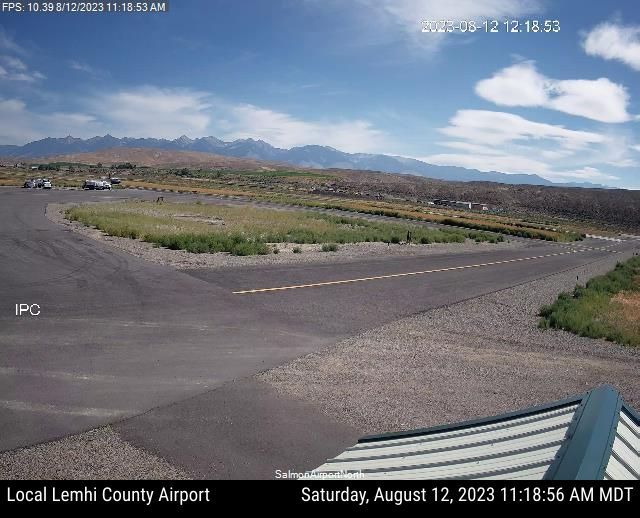 FPS: 10.39 8/12/2023 11:18:53 AM
2023-08-12 12:18:53
IPC
SalmonAirportNorth
Local Lemhi County Airport
Saturday, August 12, 2023 11:18:56 AM MDT